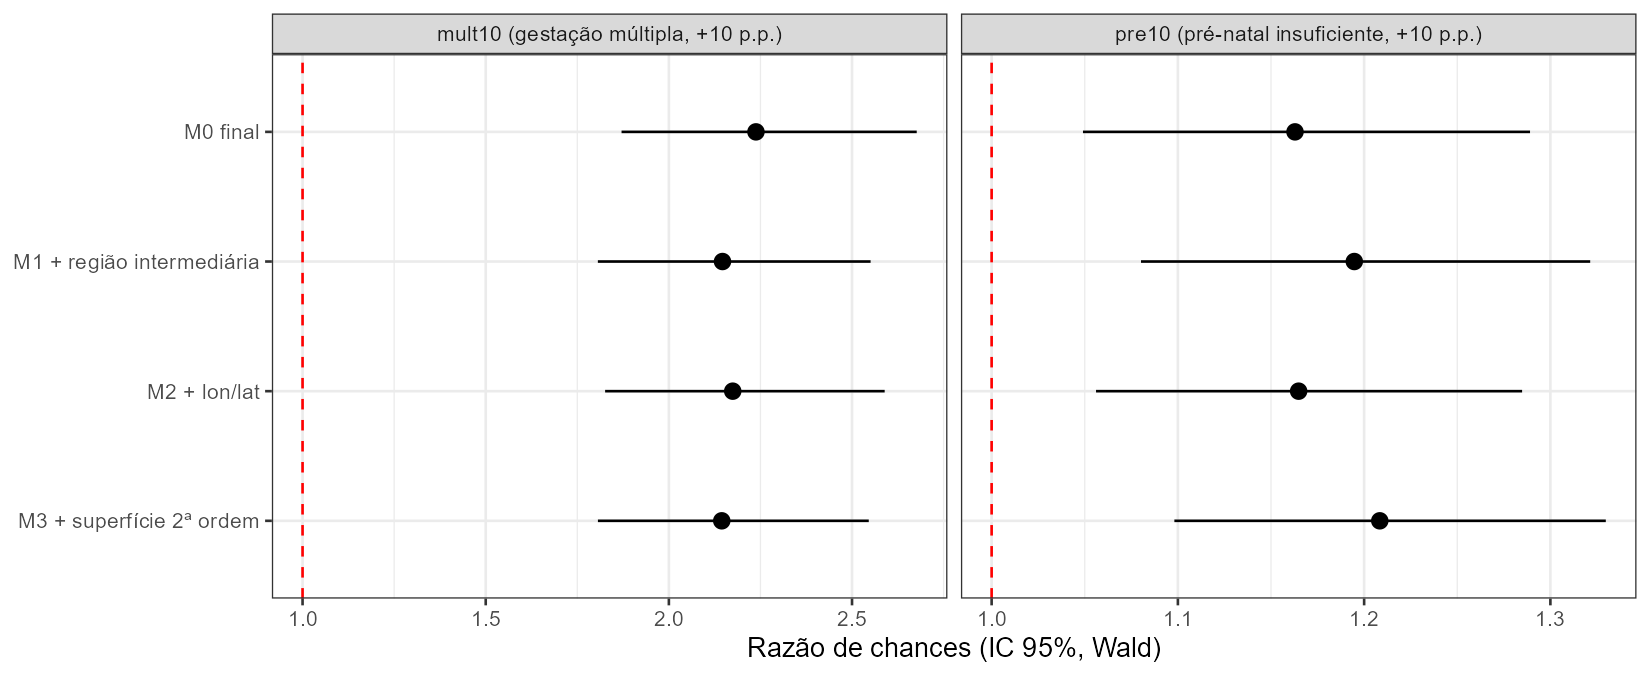 mult10 (gestação múltipla, +10 p.p.)
pre10 (pré-natal insuficiente, +10 p.p.)
M0 final
M1 + região intermediária
M2 + lon/lat
M3 + superfície 2ª ordem
1.0 1.5 2.0 2.5
1.0 1.1 1.2 1.3
Razão de chances (IC 95%, Wald)